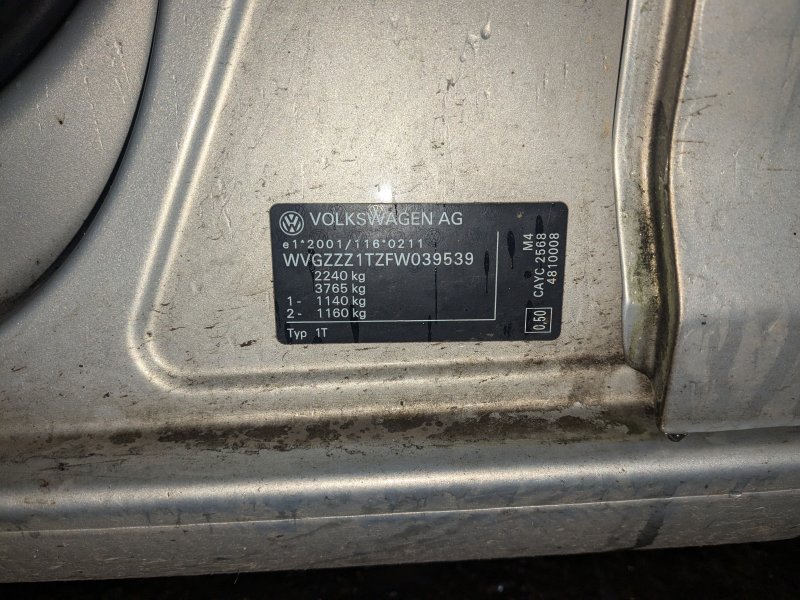 VOLKSWAGEN AG
e1*2001/116*0211
WVGZZZ1TZFW039539
2240 kg
3765 kg
1- 1140 kg
2- 1160 kg
Typ 1T
0,50
M4
CAYC 2568
4810008